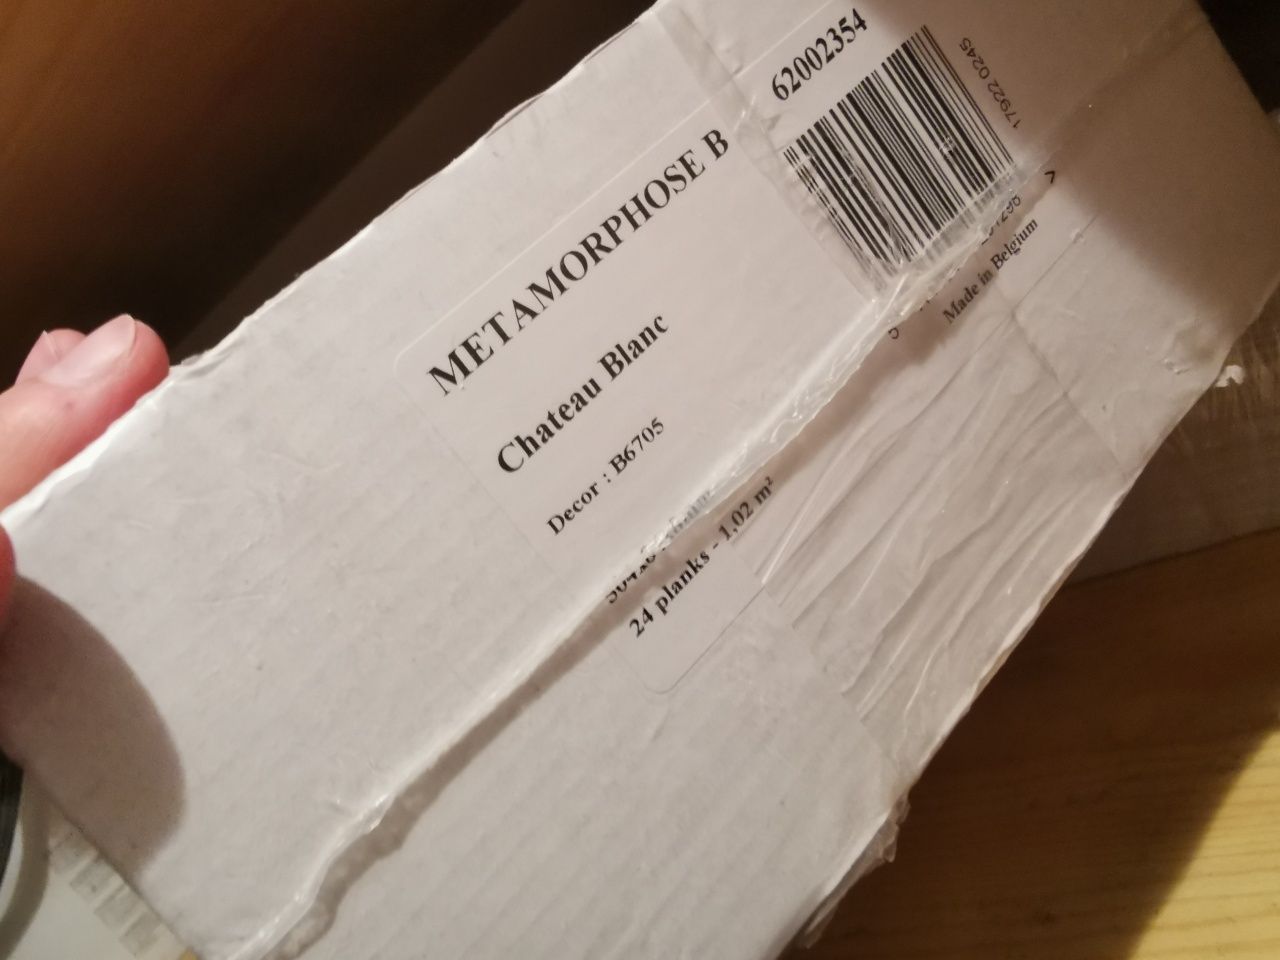 METAMORPHOSE B
Chateau Blanc
Decor : B6705
24 planks - 1,02 m²
62002354
17922 0245
Made in Belgium